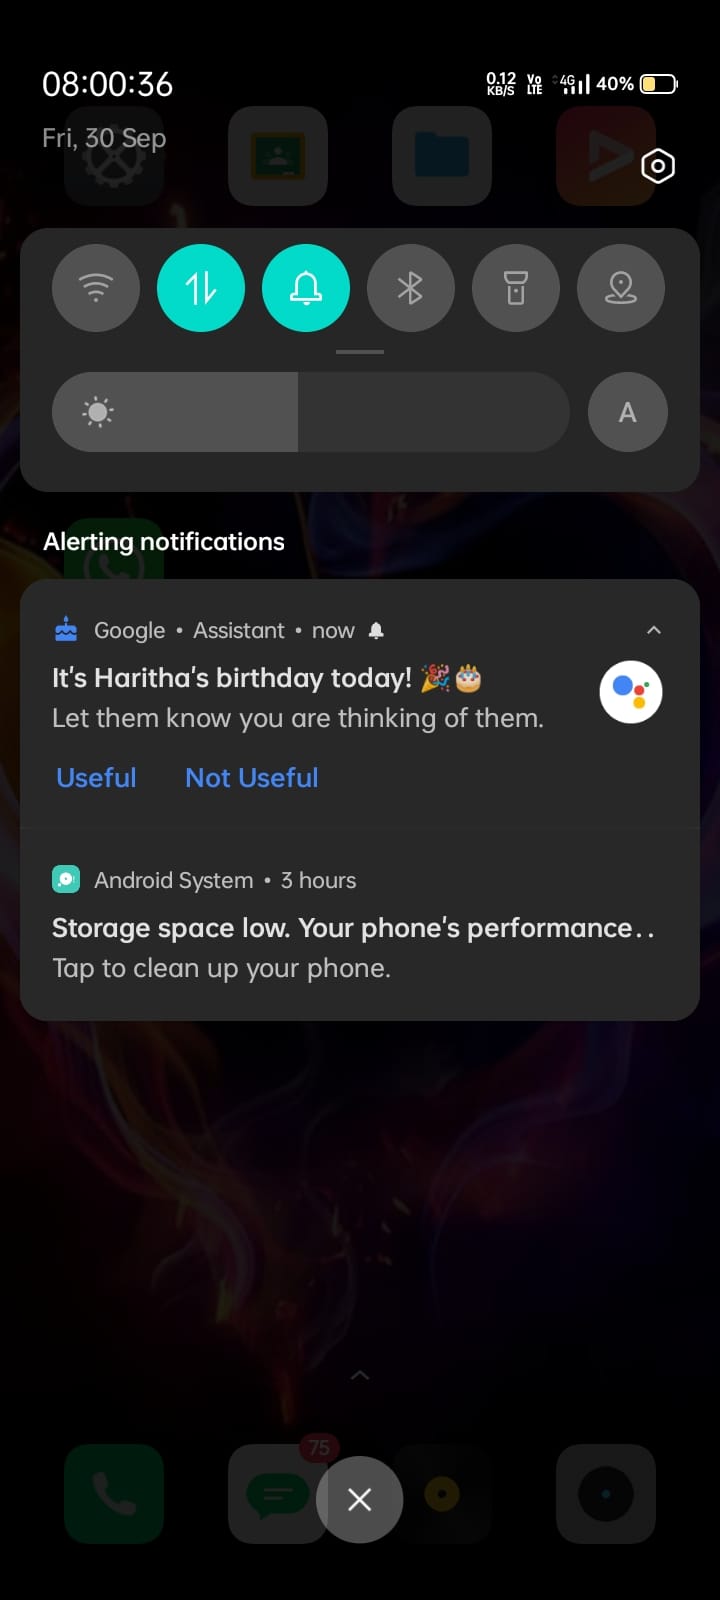 08:00:36
0.12 KB/S Vo LTE 4G 40%
Fri, 30 Sep
A
Alerting notifications
Google • Assistant • now
It's Haritha's birthday today! 🎉🎂
Let them know you are thinking of them.
Useful Not Useful
Android System • 3 hours
Storage space low. Your phone's performance..
Tap to clean up your phone.
75